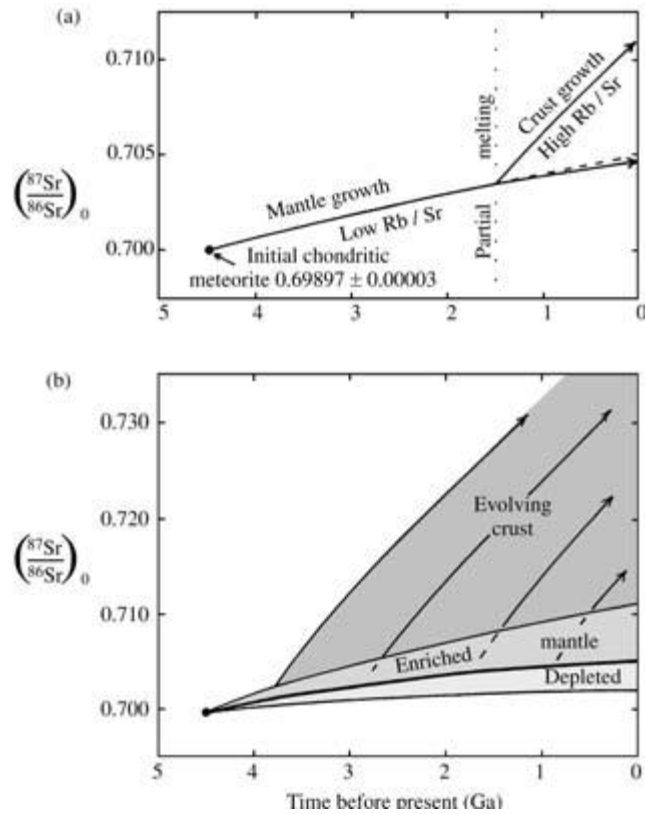 (a)
0.710
0.705
0.700
(87Sr/86Sr)0
Mantle growth
Low Rb / Sr
Crust growth
High Rb / Sr
Partial melting
Initial chondritic
meteorite 0.69897 ± 0.00003
5 4 3 2 1 0
(b)
0.730
0.720
0.710
0.700
(87Sr/86Sr)0
Evolving
crust
Enriched
mantle
Depleted
5 4 3 2 1 0
Time before present (Ga)